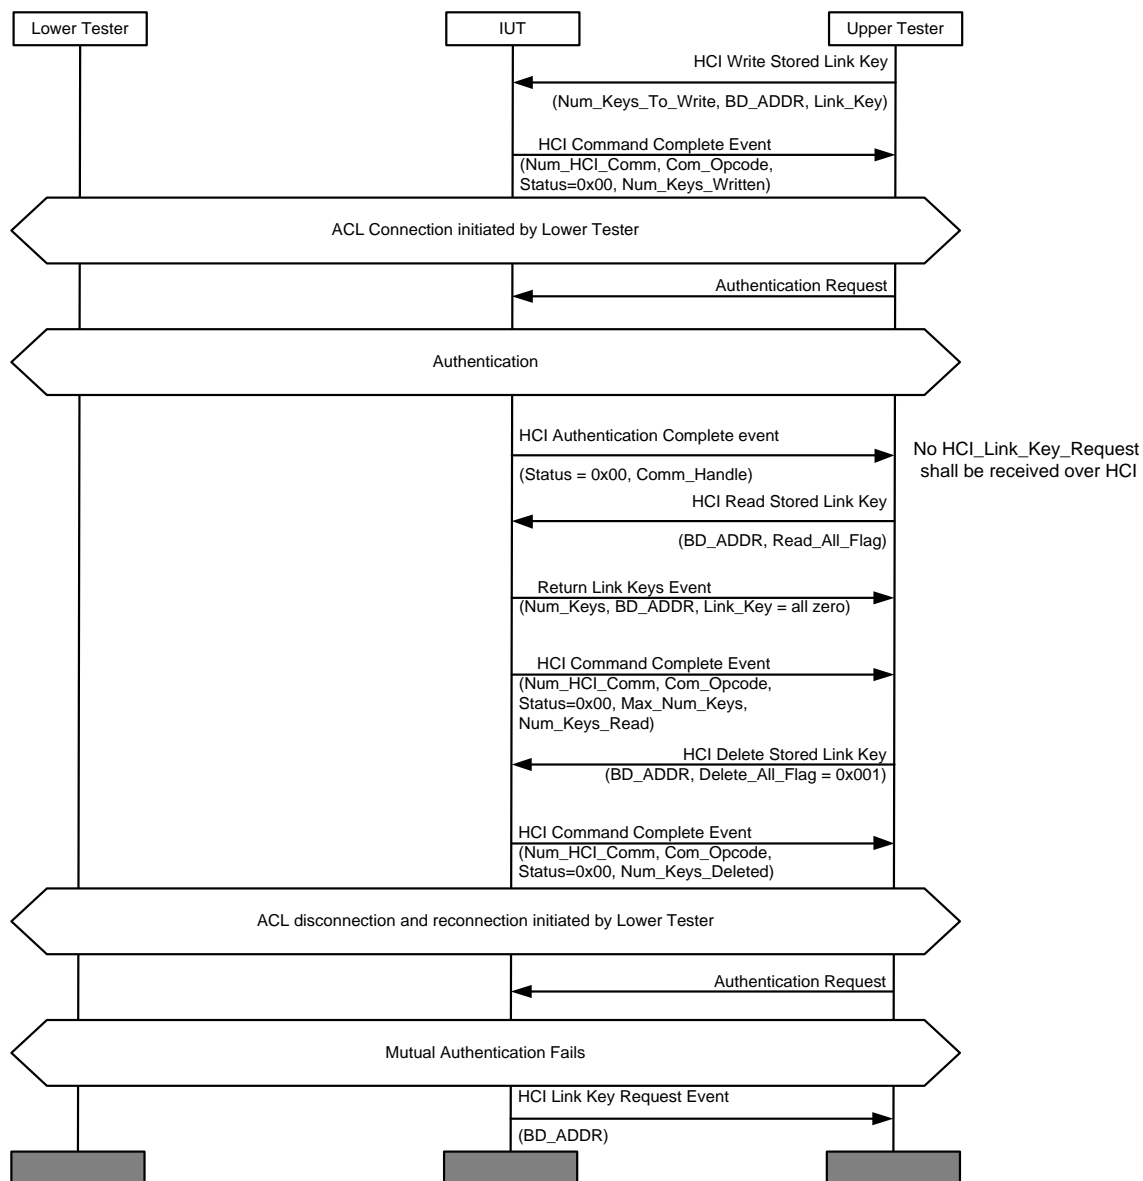 Lower Tester
IUT
Upper Tester
HCI Write Stored Link Key
(Num_Keys_To_Write, BD_ADDR, Link_Key)
HCI Command Complete Event
(Num_HCI_Comm, Com_Opcode,
Status=0x00, Num_Keys_Written)
ACL Connection initiated by Lower Tester
Authentication Request
Authentication
HCI Authentication Complete event
(Status = 0x00, Comm_Handle)
No HCI_Link_Key_Request
shall be received over HCI
HCI Read Stored Link Key
(BD_ADDR, Read_All_Flag)
Return Link Keys Event
(Num_Keys, BD_ADDR, Link_Key = all zero)
HCI Command Complete Event
(Num_HCI_Comm, Com_Opcode,
Status=0x00, Max_Num_Keys,
Num_Keys_Read)
HCI Delete Stored Link Key
(BD_ADDR, Delete_All_Flag = 0x001)
HCI Command Complete Event
(Num_HCI_Comm, Com_Opcode,
Status=0x00, Num_Keys_Deleted)
ACL disconnection and reconnection initiated by Lower Tester
Authentication Request
Mutual Authentication Fails
HCI Link Key Request Event
(BD_ADDR)